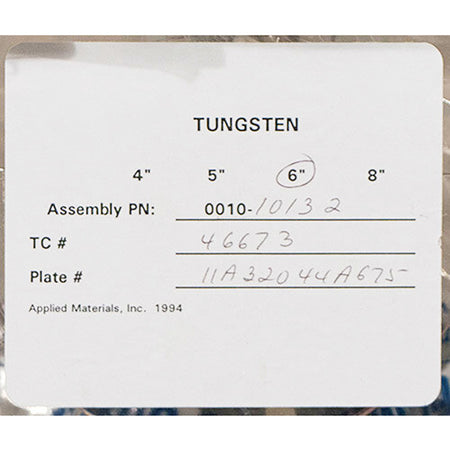 TUNGSTEN
4" 5" 6" 8"
Assembly PN: 0010-10132
TC # 46673
Plate # 11A32044A675
Applied Materials, Inc. 1994